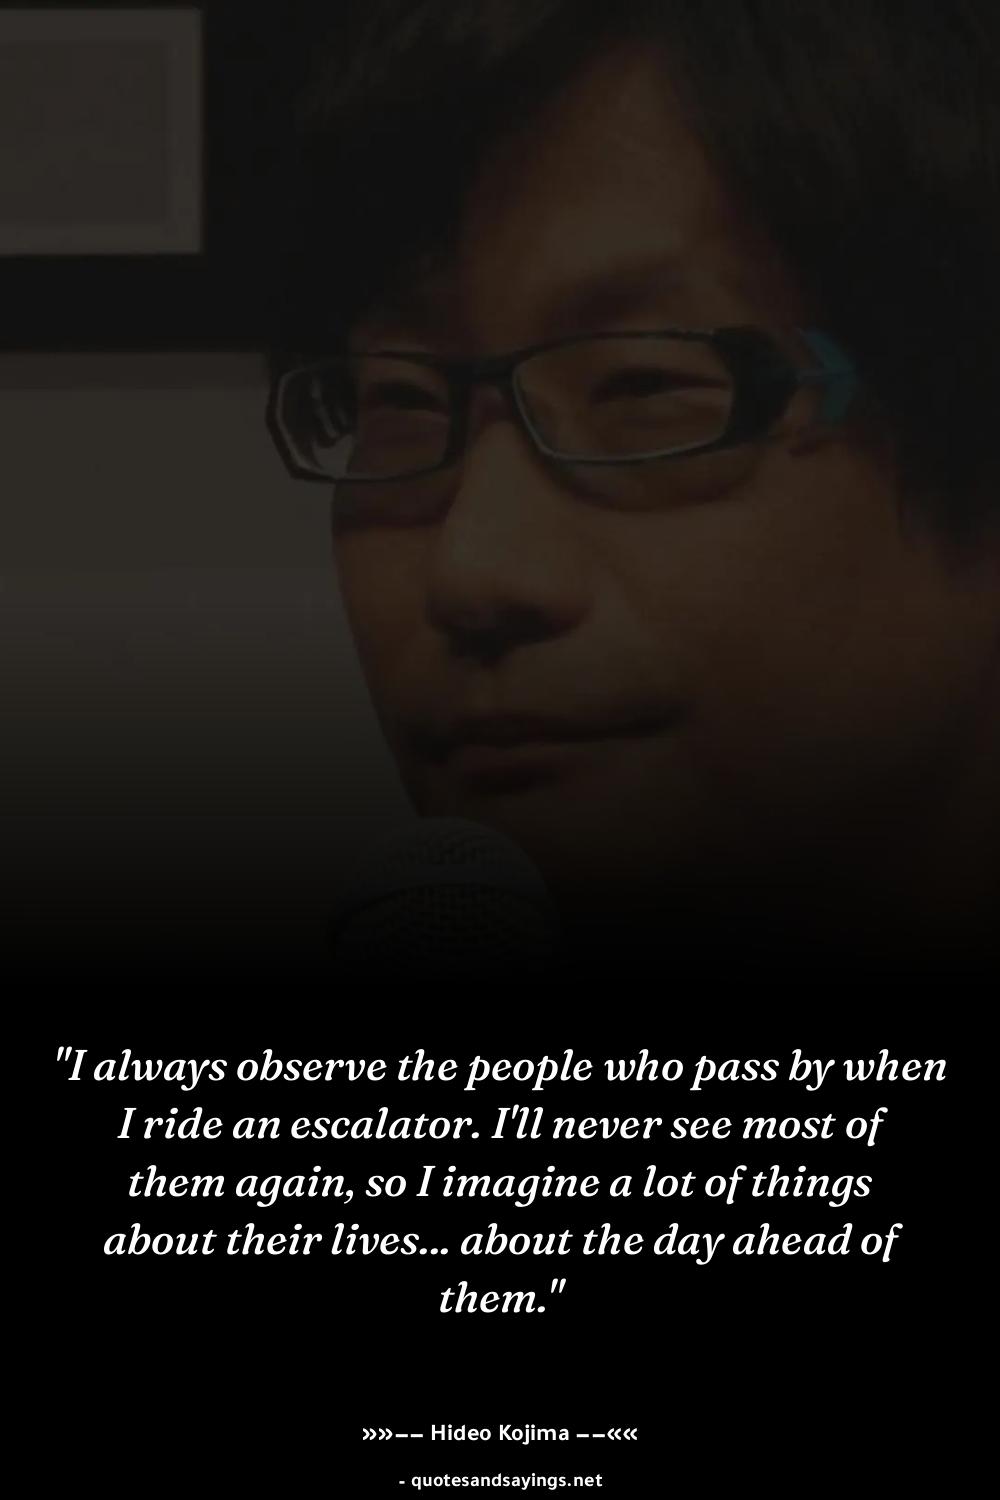 "I always observe the people who pass by when
I ride an escalator. I'll never see most of
them again, so I imagine a lot of things
about their lives... about the day ahead of
them."
»»−− Hideo Kojima −−««
- quotesandsayings.net